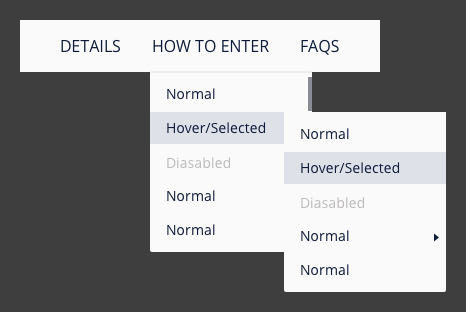 DETAILS HOW TO ENTER FAQS
Normal
Hover/Selected
Diasabled
Normal
Normal
Normal
Hover/Selected
Diasabled
Normal
Normal